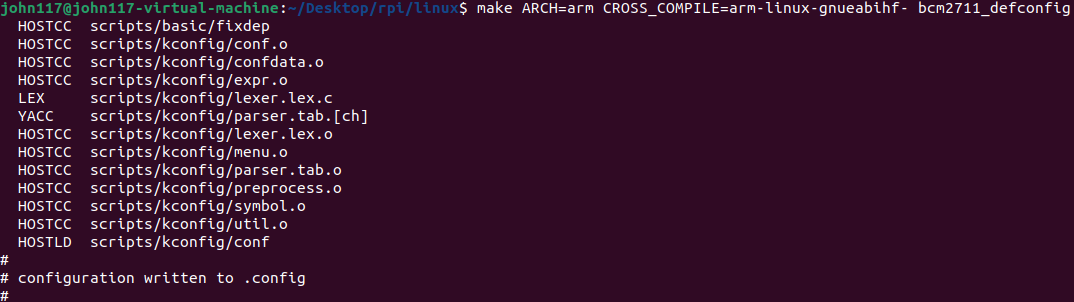 john117@john117-virtual-machine:~/Desktop/rpi/linux$ make ARCH=arm CROSS_COMPILE=arm-linux-gnueabihf- bcm2711_defconfig
  HOSTCC  scripts/basic/fixdep
  HOSTCC  scripts/kconfig/conf.o
  HOSTCC  scripts/kconfig/confdata.o
  HOSTCC  scripts/kconfig/expr.o
  LEX     scripts/kconfig/lexer.lex.c
  YACC    scripts/kconfig/parser.tab.[ch]
  HOSTCC  scripts/kconfig/lexer.lex.o
  HOSTCC  scripts/kconfig/menu.o
  HOSTCC  scripts/kconfig/parser.tab.o
  HOSTCC  scripts/kconfig/preprocess.o
  HOSTCC  scripts/kconfig/symbol.o
  HOSTCC  scripts/kconfig/util.o
  HOSTLD  scripts/kconfig/conf
#
# configuration written to .config
#